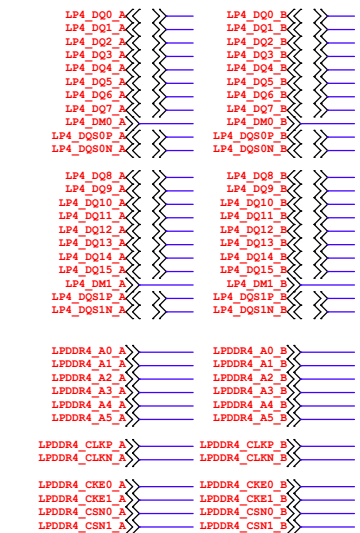 LP4_DQ0_A LP4_DQ0_B
LP4_DQ1_A LP4_DQ1_B
LP4_DQ2_A LP4_DQ2_B
LP4_DQ3_A LP4_DQ3_B
LP4_DQ4_A LP4_DQ4_B
LP4_DQ5_A LP4_DQ5_B
LP4_DQ6_A LP4_DQ6_B
LP4_DQ7_A LP4_DQ7_B
LP4_DM0_A LP4_DM0_B
LP4_DQS0P_A LP4_DQS0P_B
LP4_DQS0N_A LP4_DQS0N_B
LP4_DQ8_A LP4_DQ8_B
LP4_DQ9_A LP4_DQ9_B
LP4_DQ10_A LP4_DQ10_B
LP4_DQ11_A LP4_DQ11_B
LP4_DQ12_A LP4_DQ12_B
LP4_DQ13_A LP4_DQ13_B
LP4_DQ14_A LP4_DQ14_B
LP4_DQ15_A LP4_DQ15_B
LP4_DM1_A LP4_DM1_B
LP4_DQS1P_A LP4_DQS1P_B
LP4_DQS1N_A LP4_DQS1N_B
LPDDR4_A0_A LPDDR4_A0_B
LPDDR4_A1_A LPDDR4_A1_B
LPDDR4_A2_A LPDDR4_A2_B
LPDDR4_A3_A LPDDR4_A3_B
LPDDR4_A4_A LPDDR4_A4_B
LPDDR4_A5_A LPDDR4_A5_B
LPDDR4_CLKP_A LPDDR4_CLKP_B
LPDDR4_CLKN_A LPDDR4_CLKN_B
LPDDR4_CKE0_A LPDDR4_CKE0_B
LPDDR4_CKE1_A LPDDR4_CKE1_B
LPDDR4_CSN0_A LPDDR4_CSN0_B
LPDDR4_CSN1_A LPDDR4_CSN1_B